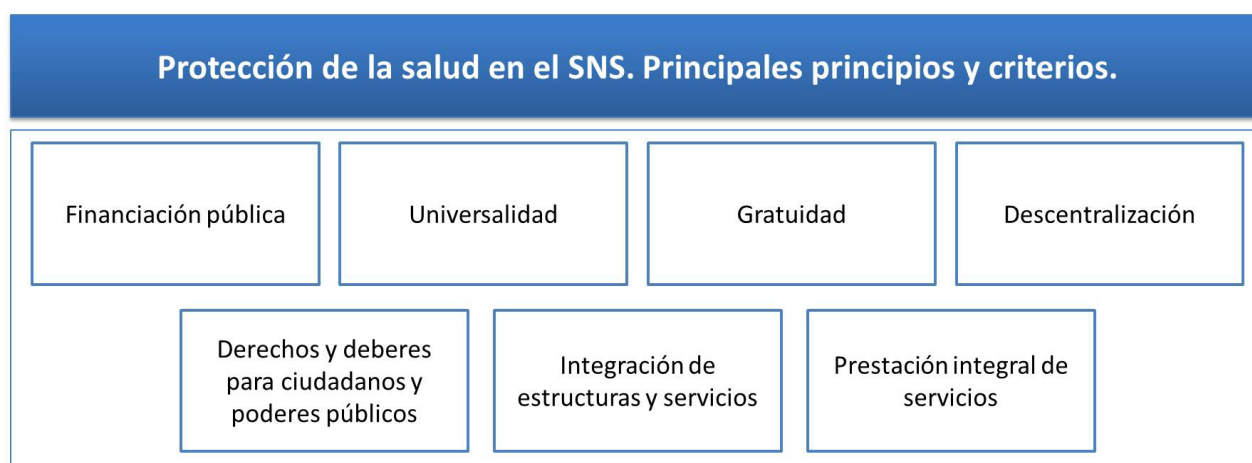 Protección de la salud en el SNS. Principales principios y criterios.
Financiación pública
Universalidad
Gratuidad
Descentralización
Derechos y deberes
para ciudadanos y
poderes públicos
Integración de
estructuras y servicios
Prestación integral de
servicios